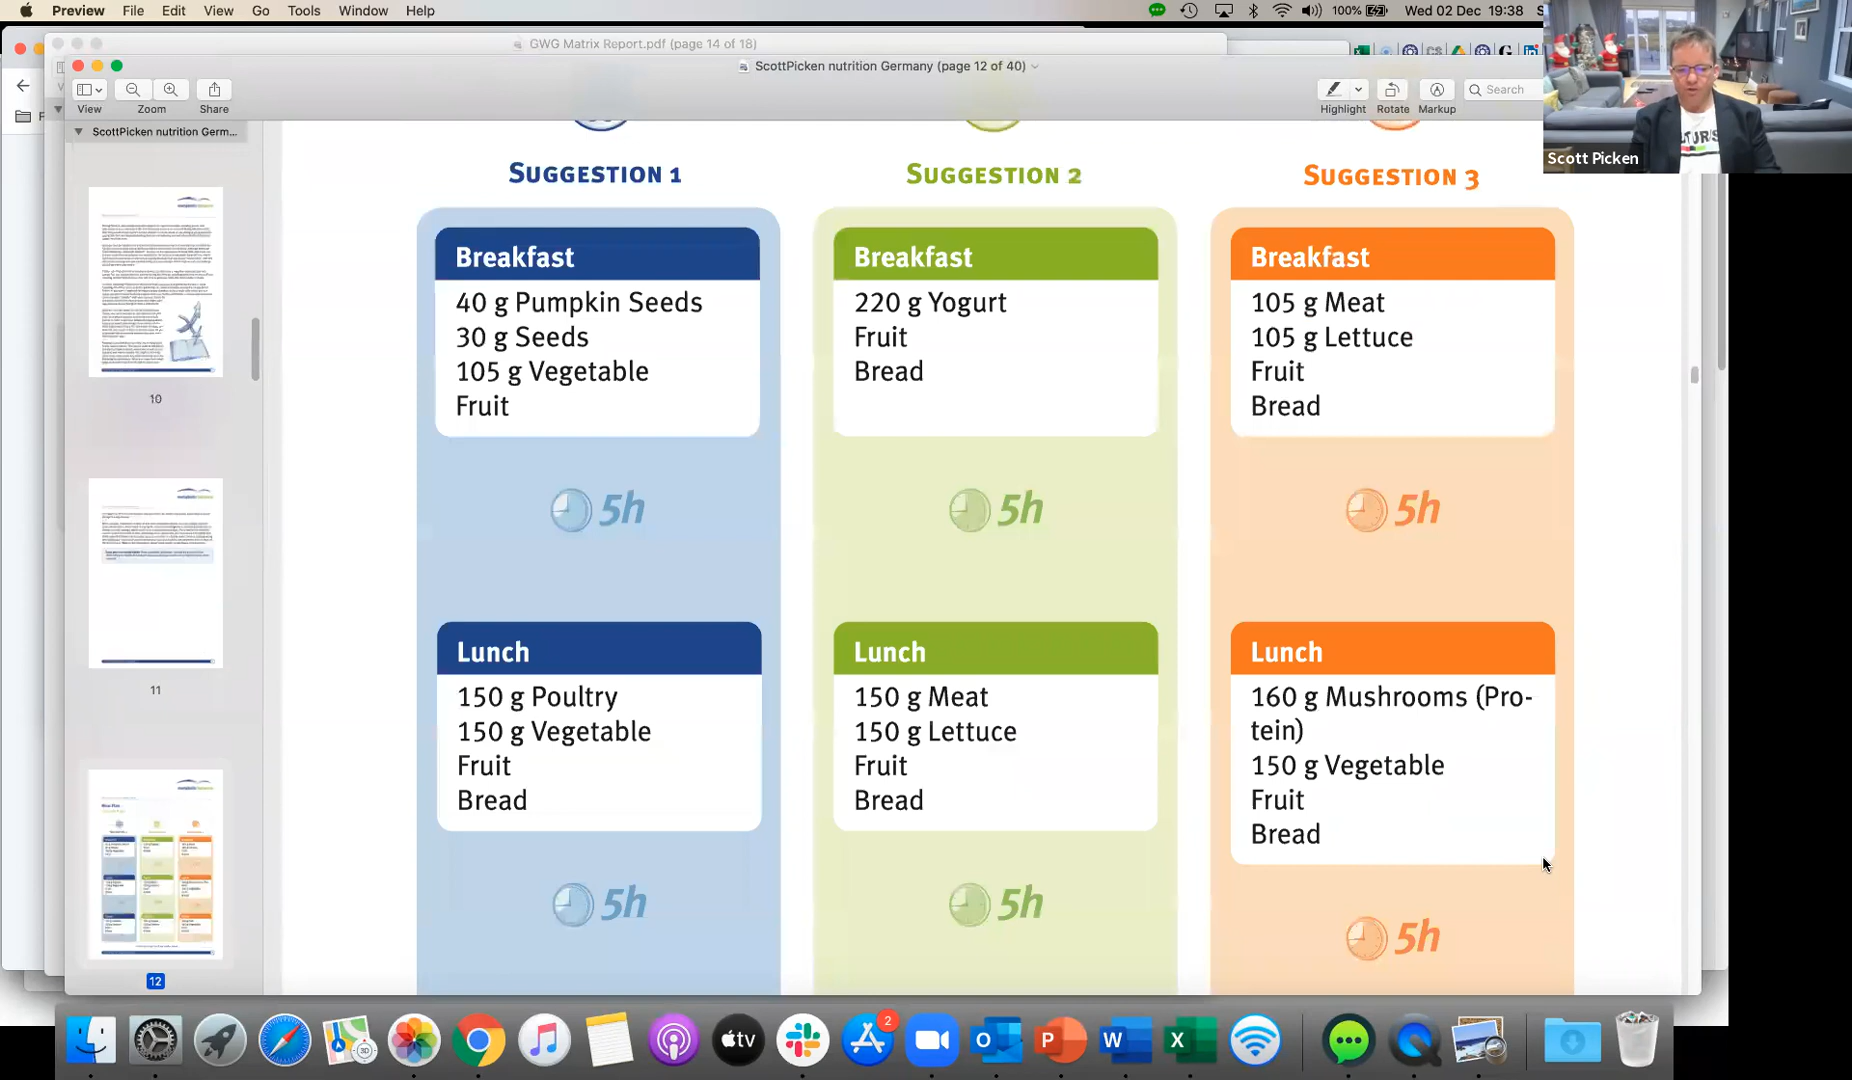 Preview File Edit View Go Tools Window Help
100% Wed 02 Dec 19:38
GWG Matrix Report.pdf (page 14 of 18)
ScottPicken nutrition Germany (page 12 of 40)
View Zoom Share
Highlight Rotate Markup
Search
ScottPicken nutrition Germ...
10
11
12
Scott Picken
SUGGESTION 1
Breakfast
40 g Pumpkin Seeds
30 g Seeds
105 g Vegetable
Fruit
5h
Lunch
150 g Poultry
150 g Vegetable
Fruit
Bread
5h
SUGGESTION 2
Breakfast
220 g Yogurt
Fruit
Bread
5h
Lunch
150 g Meat
150 g Lettuce
Fruit
Bread
5h
SUGGESTION 3
Breakfast
105 g Meat
105 g Lettuce
Fruit
Bread
5h
Lunch
160 g Mushrooms (Pro-
tein)
150 g Vegetable
Fruit
Bread
5h
tv
2